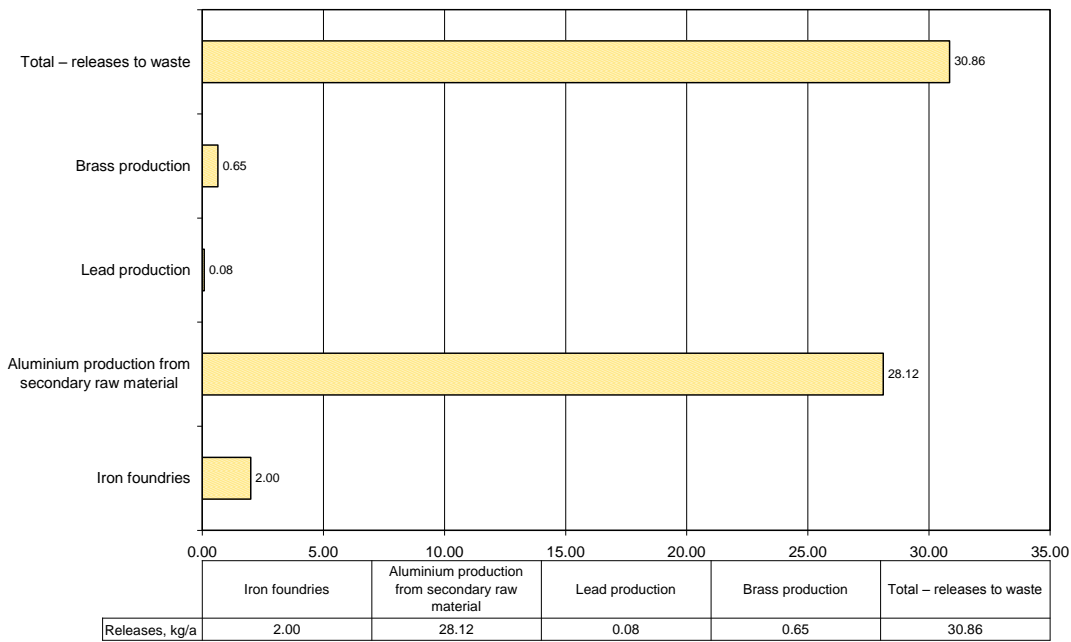 Total – releases to waste
30.86
Brass production
0.65
Lead production
0.08
Aluminium production from
secondary raw material
28.12
Iron foundries
2.00
0.00 5.00 10.00 15.00 20.00 25.00 30.00 35.00
Iron foundries
Aluminium production
from secondary raw
material
Lead production
Brass production
Total – releases to waste
Releases, kg/a 2.00 28.12 0.08 0.65 30.86